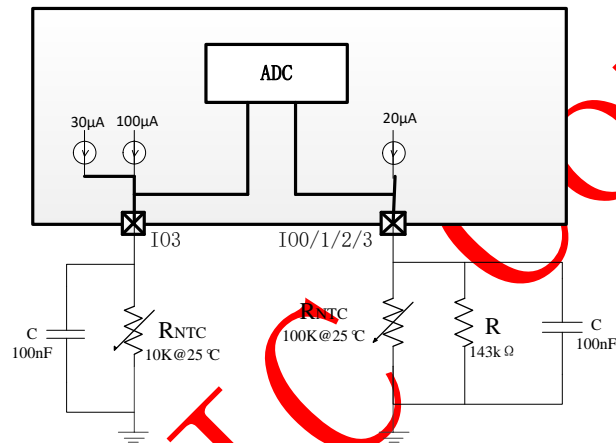 ADC
30μA 100μA
20μA
IO3
IO0/1/2/3
C
100nF
RNTC
10K@25℃
RNTC
100K@25℃
R
143kΩ
C
100nF